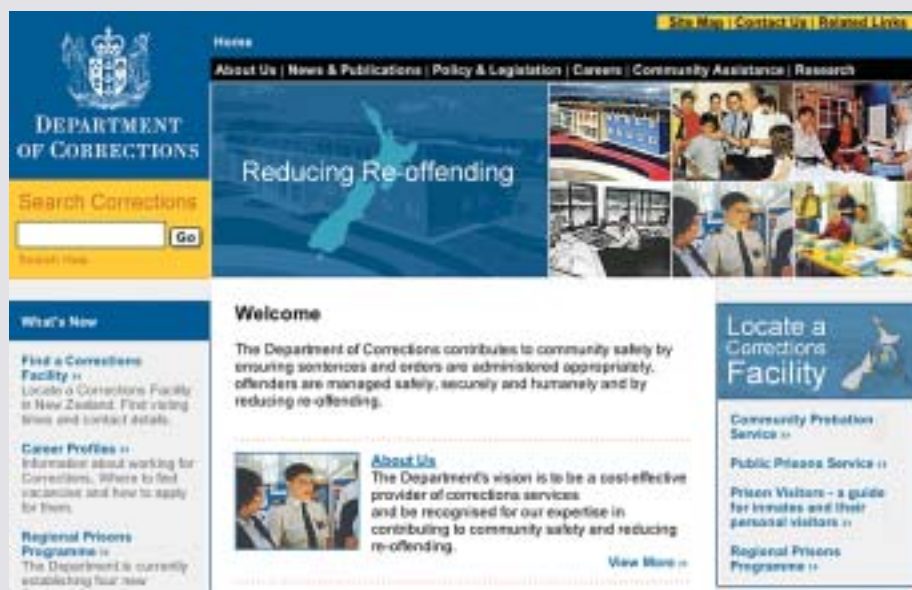 Site Map | Contact Us | Related Links
Home
About Us | News & Publications | Policy & Legislation | Careers | Community Assistance | Research
DEPARTMENT
OF CORRECTIONS
Reducing Re-offending
Search Corrections
Go
Search Help
What's New
Find a Corrections
Facility »
Locate a Corrections Facility
in New Zealand. Find visiting
times and contact details.
Career Profiles »
Information about working for
Corrections. Where to find
vacancies and how to apply
for them.
Regional Prisons
Programme »
The Department is currently
establishing four new
Welcome
The Department of Corrections contributes to community safety by
ensuring sentences and orders are administered appropriately,
offenders are managed safely, securely and humanely and by
reducing re-offending.
About Us
The Department's vision is to be a cost-effective
provider of corrections services
and be recognised for our expertise in
contributing to community safety and reducing
re-offending.
View More »
Locate a
Corrections
Facility
Community Probation
Service »
Public Prisons Service »
Prison Visitors - a guide
for inmates and their
personal visitors »
Regional Prisons
Programme »